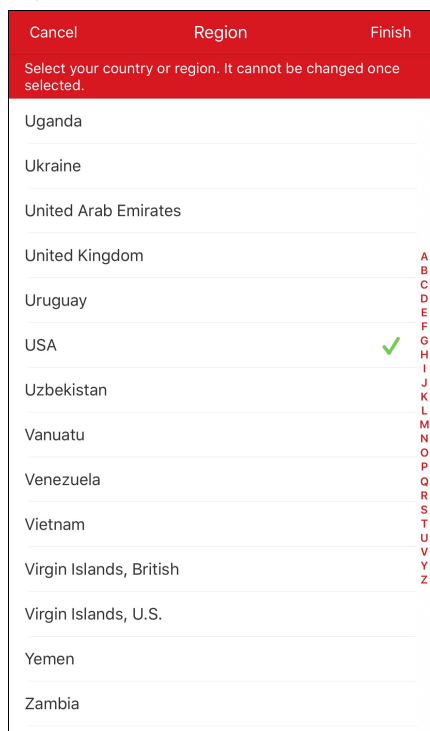 Cancel Region Finish
Select your country or region. It cannot be changed once
selected.
Uganda
Ukraine
United Arab Emirates
United Kingdom
Uruguay
USA
Uzbekistan
Vanuatu
Venezuela
Vietnam
Virgin Islands, British
Virgin Islands, U.S.
Yemen
Zambia
A
B
C
D
E
F
G
H
I
J
K
L
M
N
O
P
Q
R
S
T
U
V
Y
Z